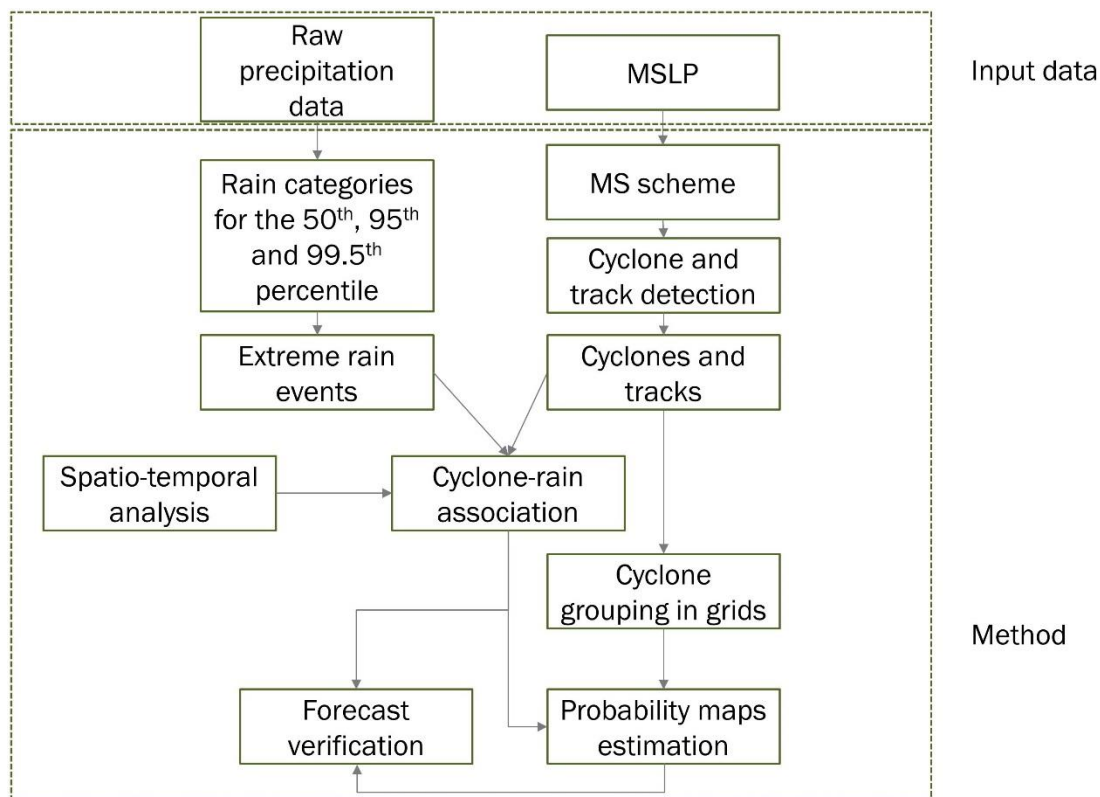 Raw
precipitation
data
MSLP
Input data
Rain categories
for the 50th, 95th
and 99.5th
percentile
MS scheme
Cyclone and
track detection
Extreme rain
events
Cyclones and
tracks
Spatio-temporal
analysis
Cyclone-rain
association
Cyclone
grouping in grids
Method
Forecast
verification
Probability maps
estimation